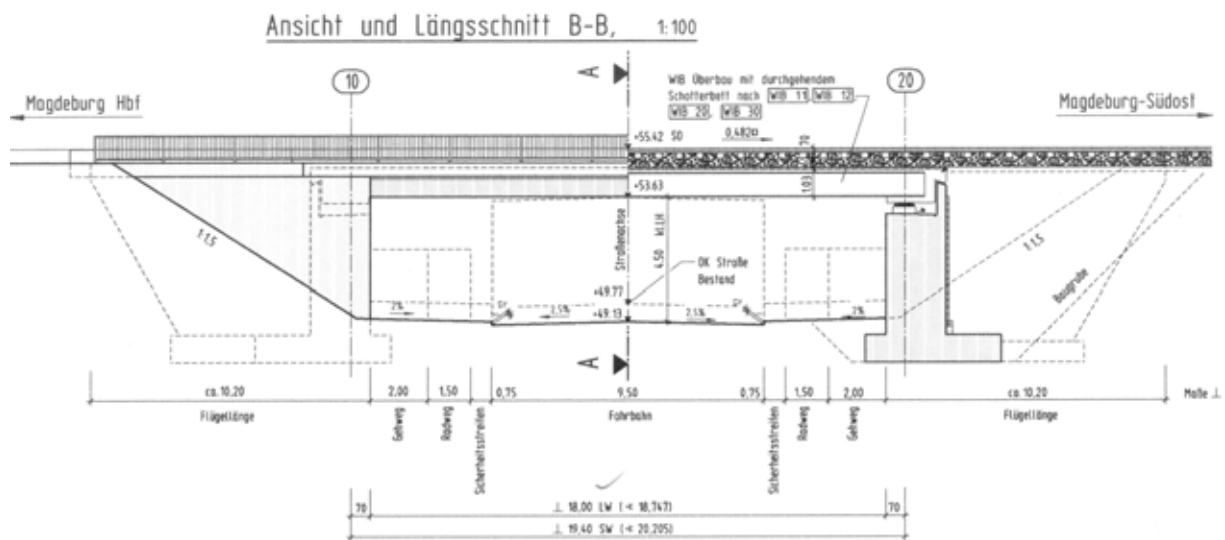 Ansicht und Längsschnitt B-B, 1:100
A
10
20
WIB Überbau mit durchgehendem
Schotterbett nach WIB 11, WIB 12,
WIB 20, WIB 30
Magdeburg Hbf
Magdeburg-Südost
+55.42 SO
70
+53.63
1.03
1:1,5
1:1,5
Straßenachse
4.50 W.LH
OK Straße
Bestand
Baugrube
+49.77
2%
2,5%
+49.13
2,5%
2%
A
ca.10,20
2,00
1,50
0,75
9,50
0,75
1,50
2,00
ca.10,20
Maße ⊥
Flügellänge
Gehweg
Radweg
Sicherheitsstreifen
Fahrbahn
Sicherheitsstreifen
Radweg
Gehweg
Flügellänge
70
⊥ 18,00 LW (∢ 18,747)
70
⊥ 19,40 SW (∢ 20,205)